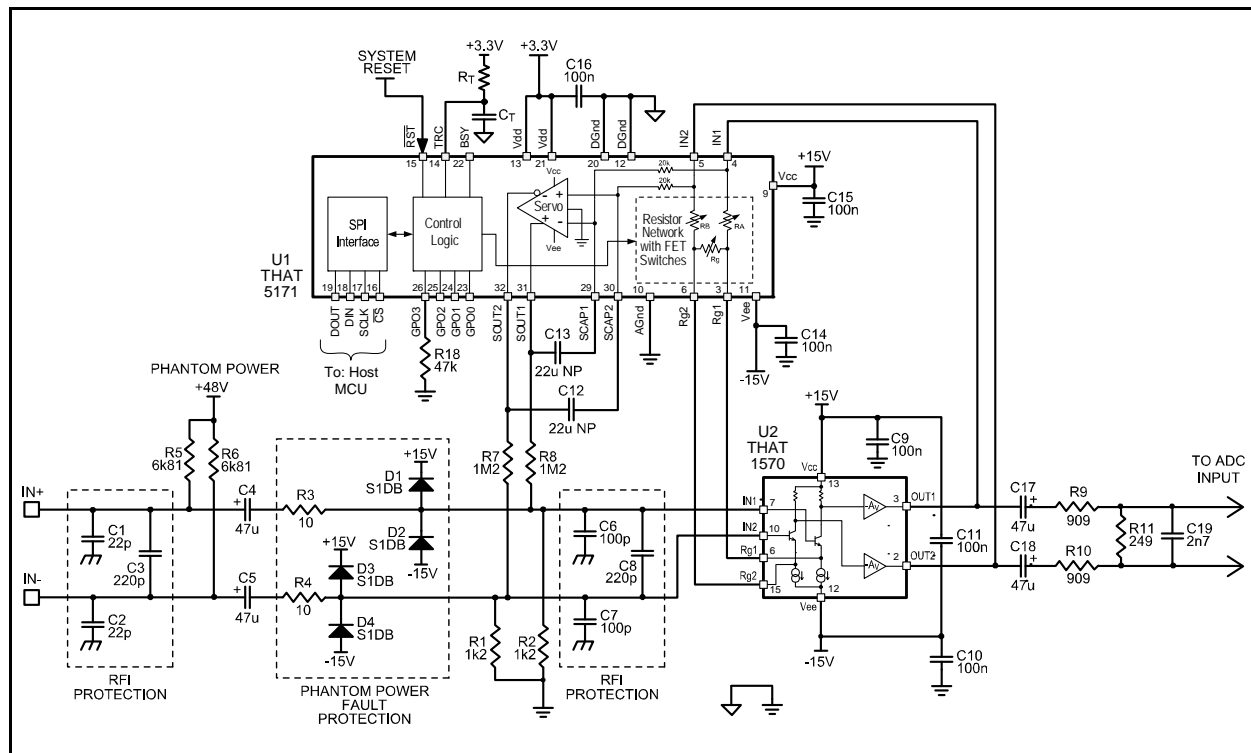 SYSTEM
RESET
+3.3V
RT
CT
+3.3V
C16
100n
RST
TRC
BSY
Vdd
Vdd
DGnd
DGnd
IN2
IN1
15
14
22
13
21
20
12
5
4
+15V
Vcc
9
C15
100n
20k
20k
Vcc
Servo
Vee
- +
+ -
SPI
Interface
Control
Logic
Resistor
Network
with FET
Switches
RB
RA
Rg
U1
THAT
5171
19
18
17
16
26
25
24
23
32
31
29
30
10
6
3
11
DOUT
DIN
SCLK
CS
GPO3
GPO2
GPO1
GPO0
SOUT2
SOUT1
SCAP1
SCAP2
AGnd
Rg2
Rg1
Vee
To: Host
MCU
R18
47k
C13
22u NP
C12
22u NP
C14
100n
-15V
PHANTOM POWER
+48V
R5
6k81
R6
6k81
R7
1M2
R8
1M2
IN+
IN-
C1
22p
C2
22p
C3
220p
RFI
PROTECTION
C4
+
47u
C5
+
47u
R3
10
R4
10
+15V
D1
S1DB
D2
S1DB
-15V
+15V
D3
S1DB
D4
S1DB
-15V
PHANTOM POWER
FAULT
PROTECTION
R1
1k2
R2
1k2
C6
100p
C7
100p
C8
220p
RFI
PROTECTION
U2
THAT
1570
+15V
C9
100n
Vcc
13
IN1
7
IN2
10
Rg1
6
Rg2
15
-AV
-AV
3
OUT1
2
OUT2
12
Vee
-15V
C11
100n
C10
100n
C17
+
47u
C18
+
47u
R9
909
R10
909
R11
249
C19
2n7
TO ADC
INPUT